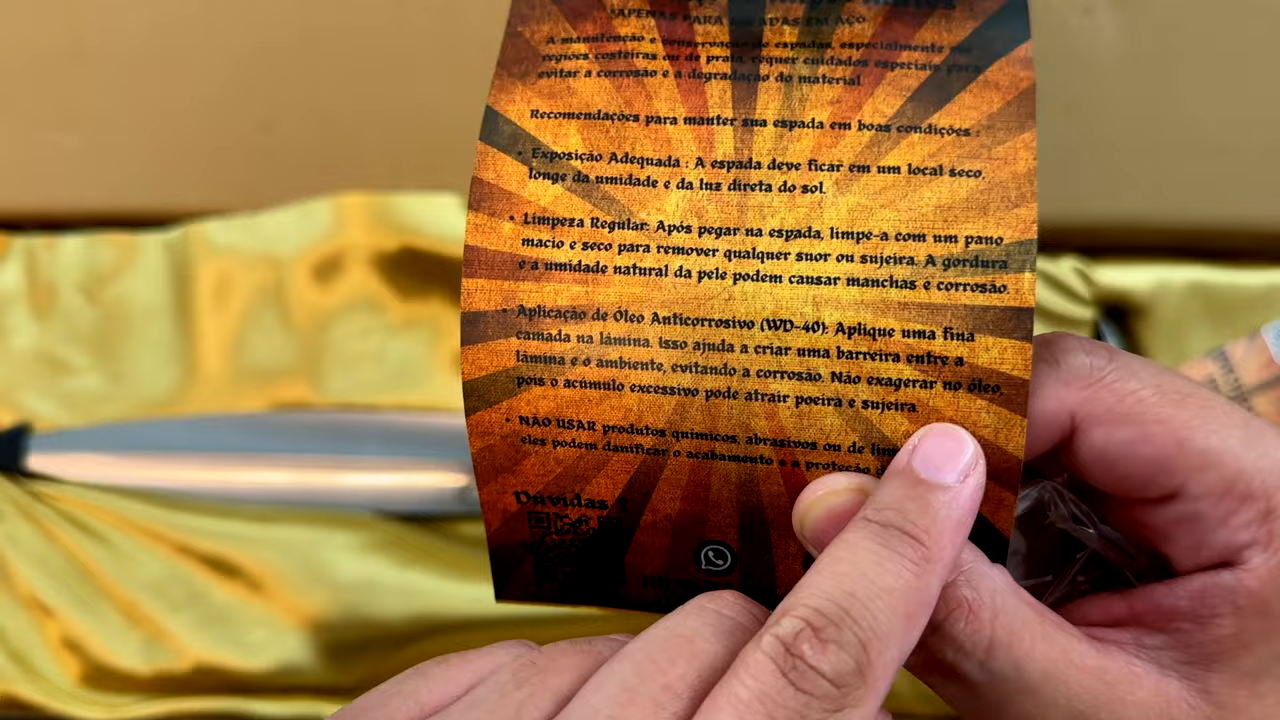 *APENAS PARA ESPADAS EM AÇO
A manutenção e conservação de espadas, especialmente em
regiões costeiras ou de praia, requer cuidados especiais para
evitar a corrosão e a degradação do material
Recomendações para manter sua espada em boas condições :
• Exposição Adequada : A espada deve ficar em um local seco,
longe da umidade e da luz direta do sol.
• Limpeza Regular: Após pegar na espada, limpe-a com um pano
macio e seco para remover qualquer suor ou sujeira. A gordura
e a umidade natural da pele podem causar manchas e corrosão.
• Aplicação de Óleo Anticorrosivo (WD-40): Aplique uma fina
camada na lâmina. Isso ajuda a criar uma barreira entre a
lâmina e o ambiente, evitando a corrosão. Não exagerar no óleo,
pois o acúmulo excessivo pode atrair poeira e sujeira.
• NÃO USAR produtos químicos, abrasivos ou de
eles podem danificar o acabamento e a proteção
Dúvidas ?